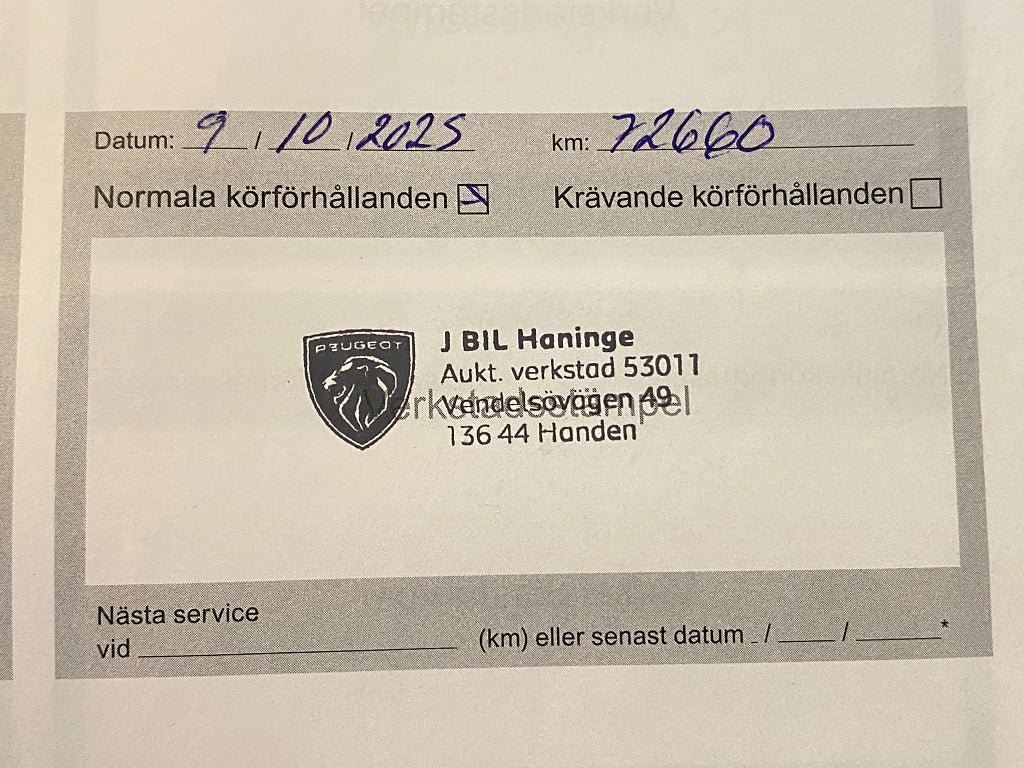 Datum: 9 / 10 / 2025 km: 72660
Normala körförhållanden Krävande körförhållanden
PEUGEOT
J BIL Haninge
Aukt. verkstad 53011
Vendelsövägen 49
Verkstadsstämpel
136 44 Handen
Nästa service
vid (km) eller senast datum / / *